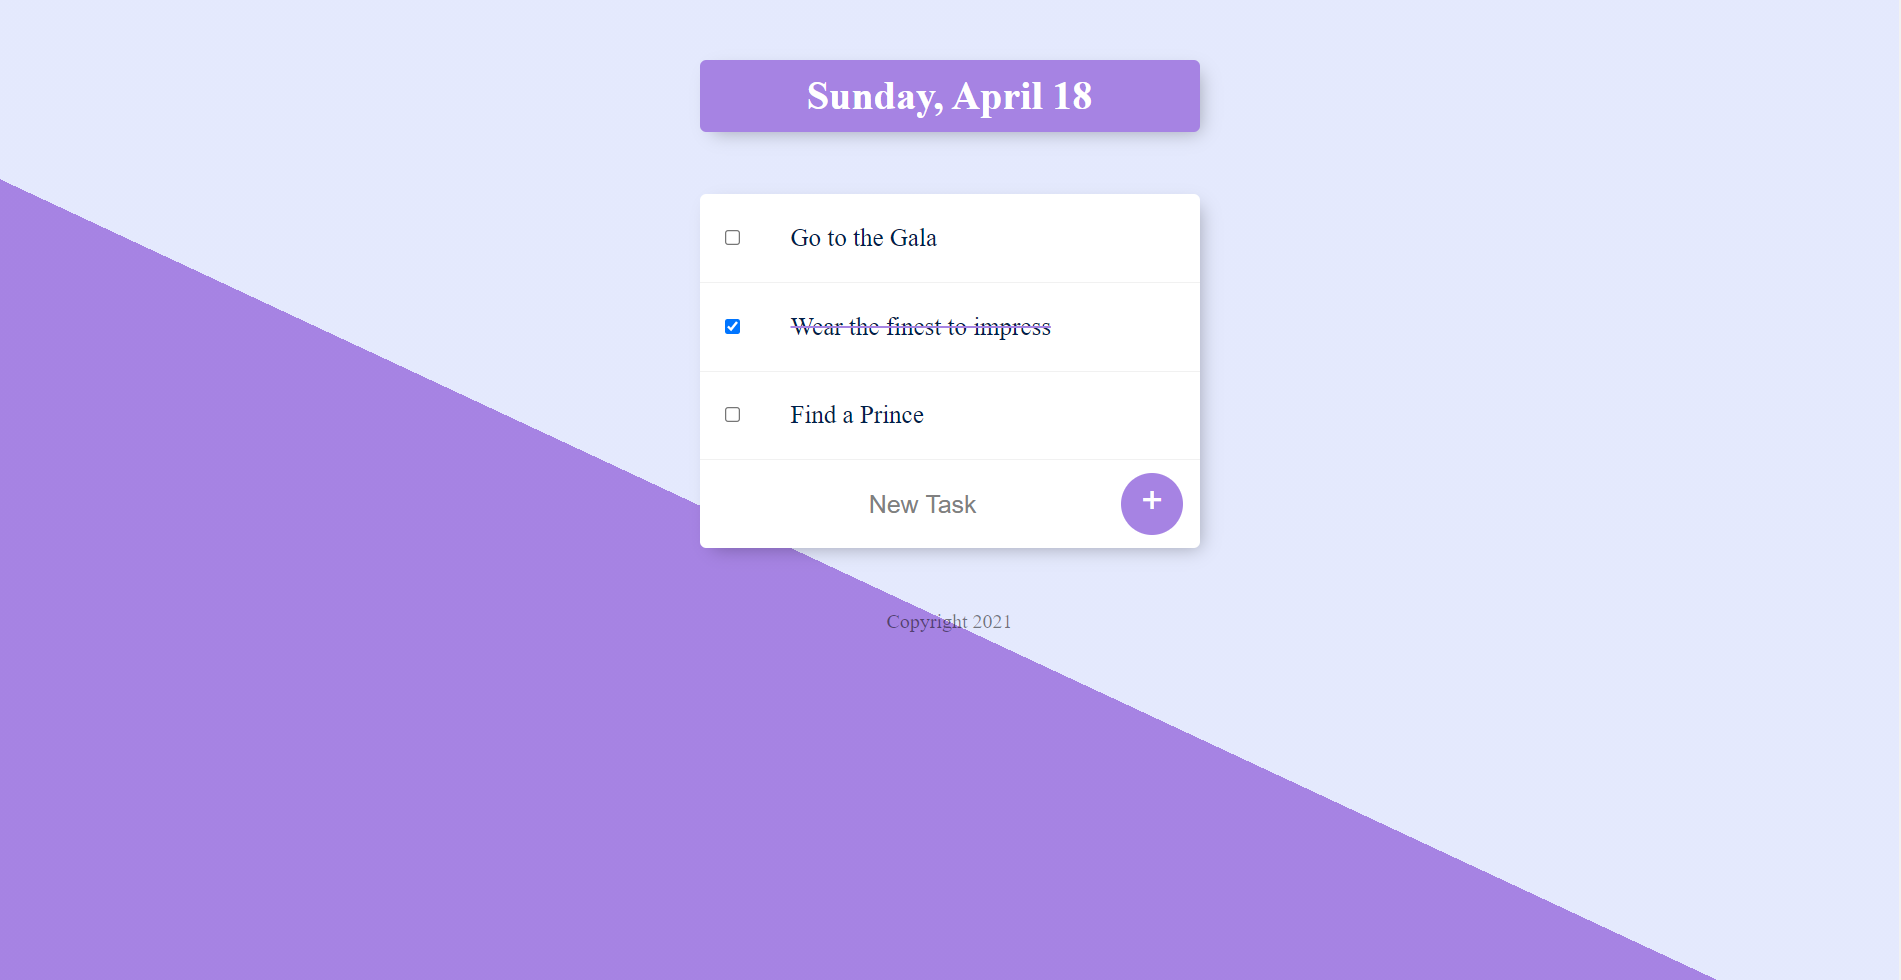 Sunday, April 18
Go to the Gala
Wear the finest to impress
Find a Prince
New Task
+
Copyright 2021